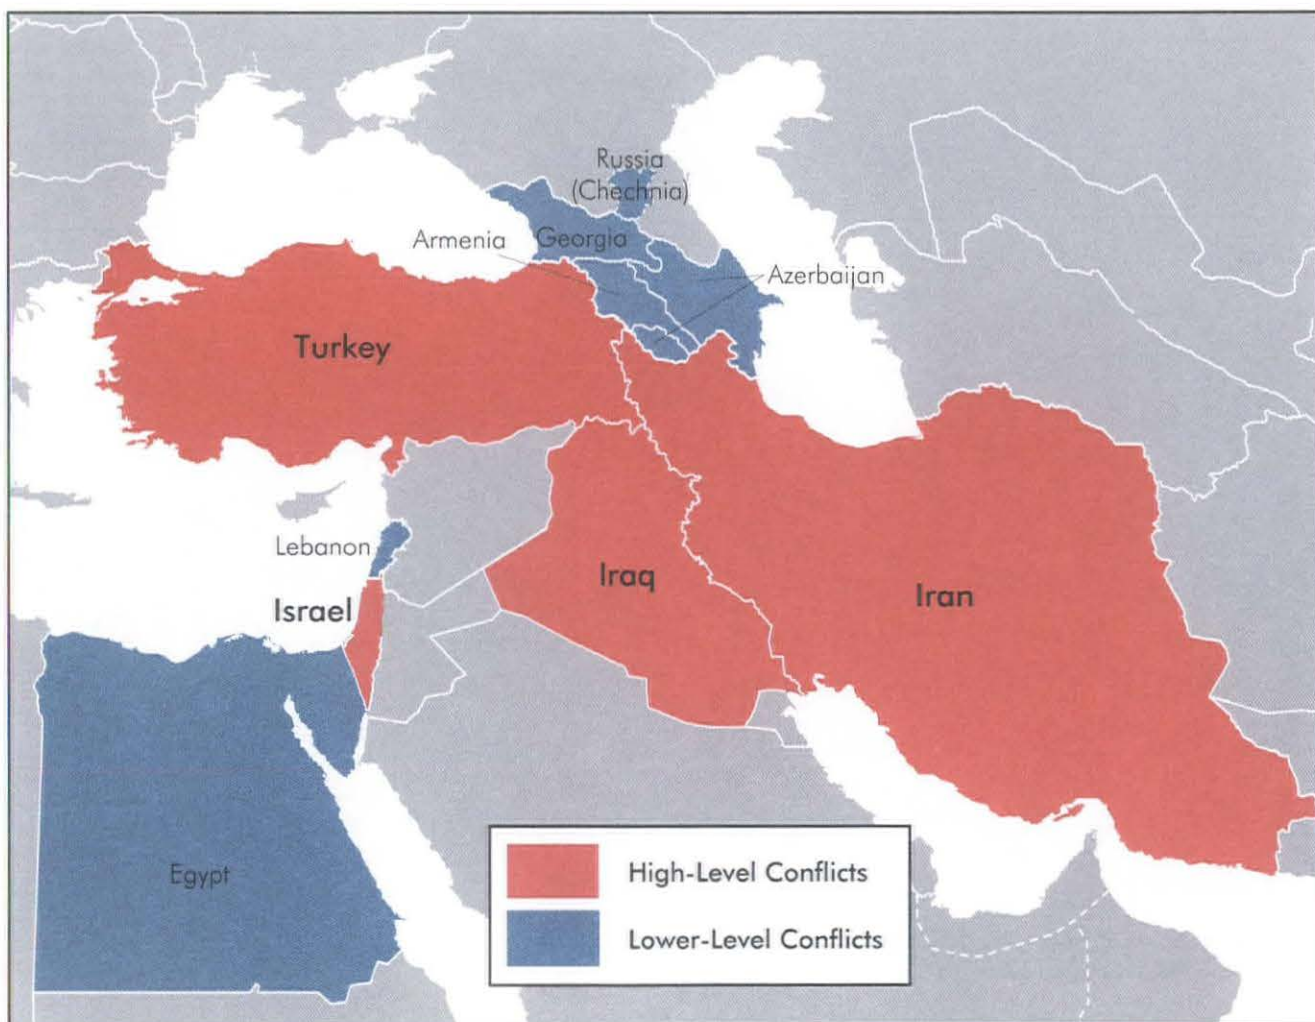 Russia
(Chechnia)
Georgia
Armenia
Azerbaijan
Turkey
Lebanon
Israel
Iraq
Iran
Egypt
High-Level Conflicts
Lower-Level Conflicts